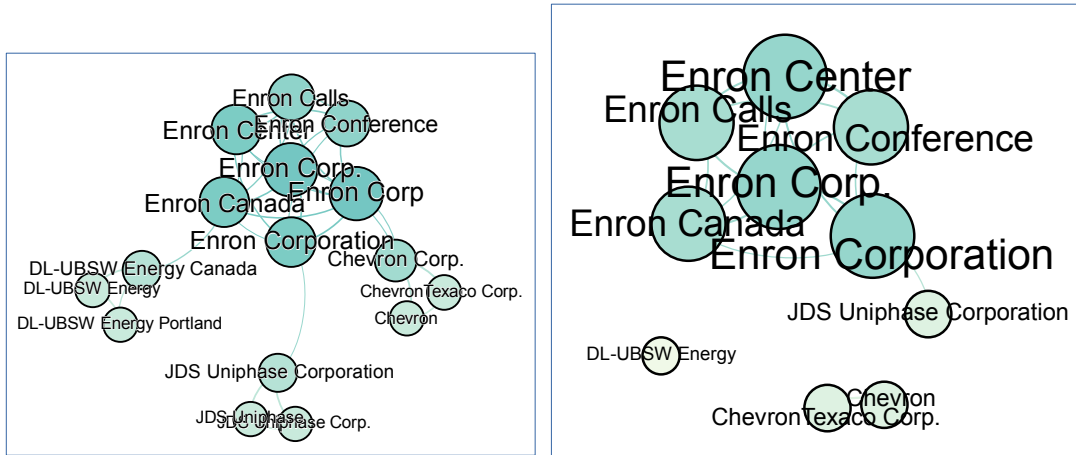 Enron Calls
Enron Conference
Enron Center
Enron Corp.
Enron Corp
Enron Canada
Enron Corporation
Chevron Corp.
DL-UBSW Energy Canada
DL-UBSW Energy
ChevronTexaco Corp.
DL-UBSW Energy Portland
Chevron
JDS Uniphase Corporation
JDS Uniphase
JDS Uniphase Corp.
Enron Center
Enron Calls
Enron Conference
Enron Corp.
Enron Canada
Enron Corporation
JDS Uniphase Corporation
DL-UBSW Energy
Chevron
ChevronTexaco Corp.